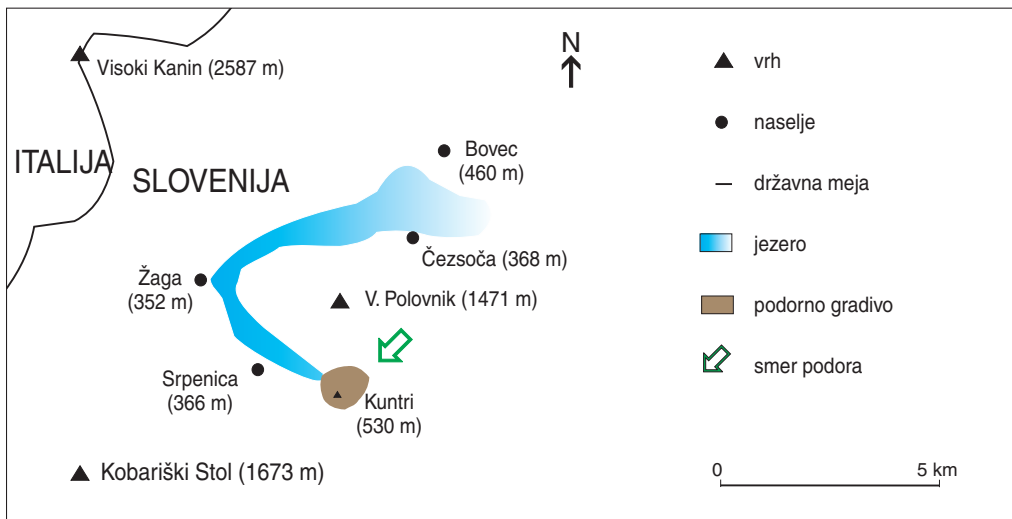 Visoki Kanin (2587 m)
N
ITALIJA
SLOVENIJA
Bovec
(460 m)
Čezsoča (368 m)
Žaga
(352 m)
V. Polovnik (1471 m)
Srpenica
(366 m)
Kuntri
(530 m)
Kobariški Stol (1673 m)
vrh
naselje
državna meja
jezero
podorno gradivo
smer podora
0
5 km